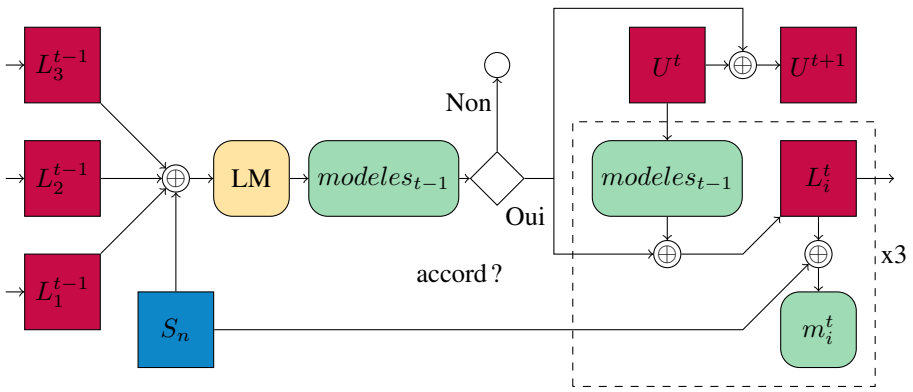 L_3^{t−1}
L_2^{t−1}
L_1^{t−1}
S_n
LM
modeles_{t−1}
Non
Oui
accord ?
U^t
U^{t+1}
modeles_{t−1}
L_i^t
m_i^t
x3